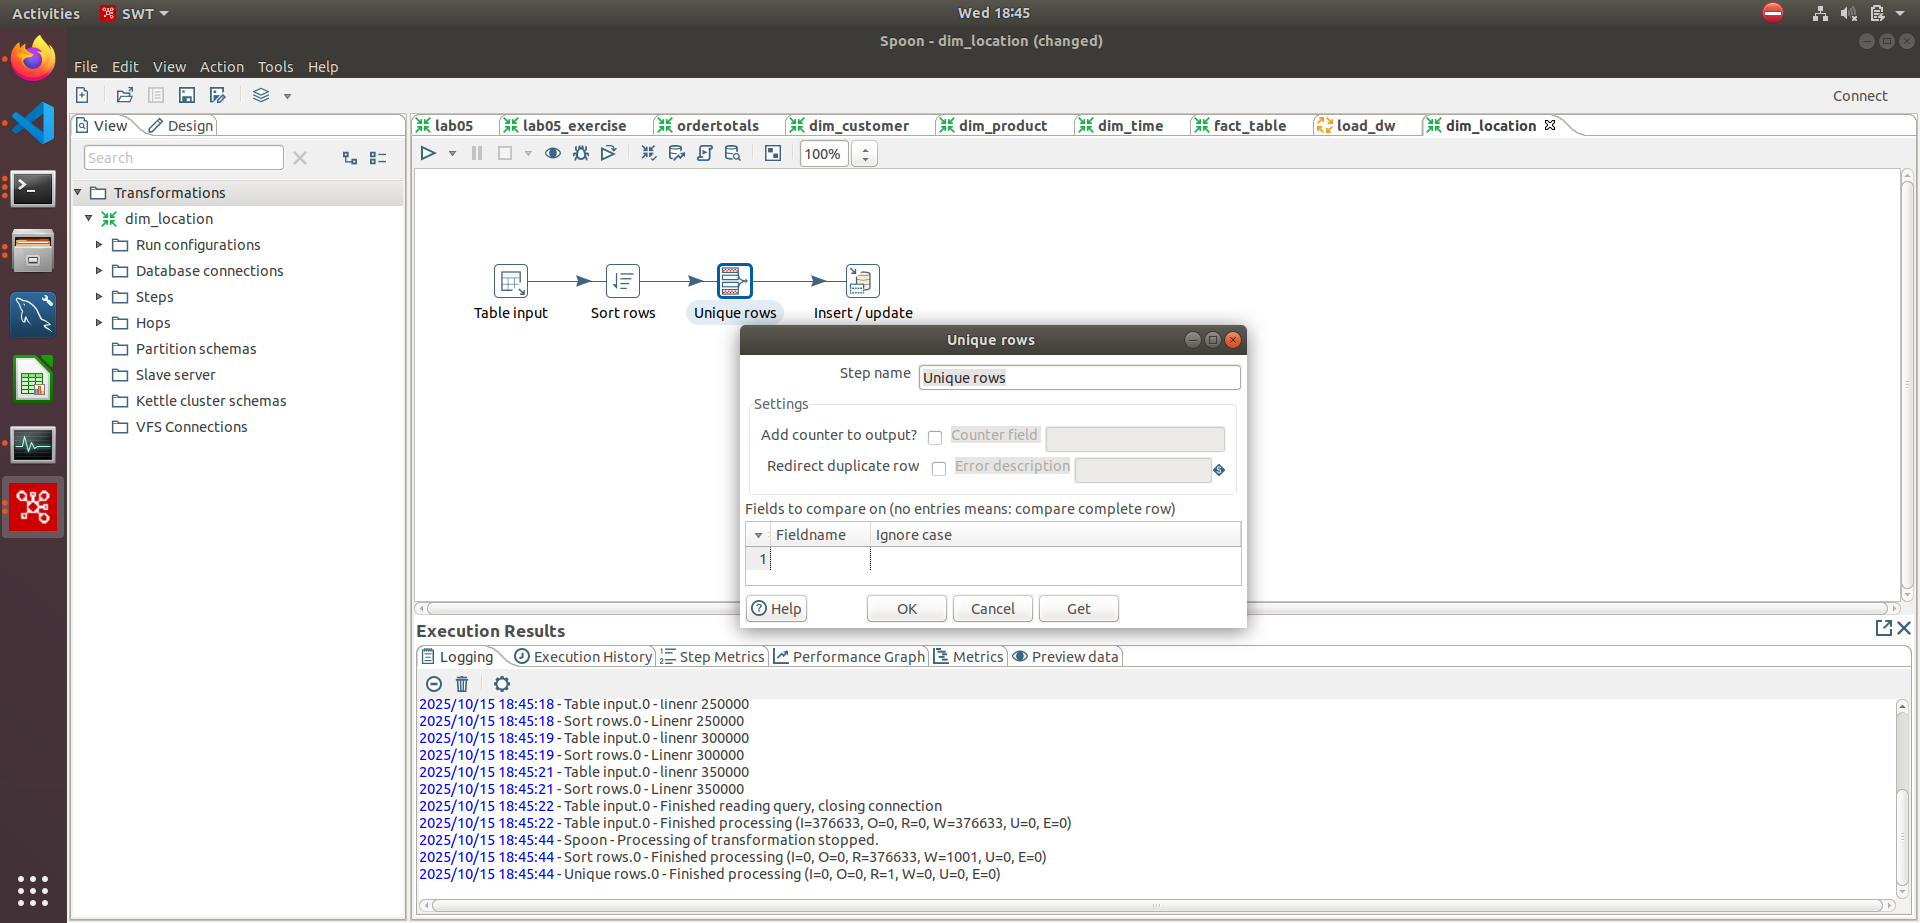 Activities SWT Wed 18:45
Spoon - dim_location (changed)
File Edit View Action Tools Help
Connect
View Design
lab05 lab05_exercise ordertotals dim_customer dim_product dim_time fact_table load_dw dim_location
Search
100%
Transformations
dim_location
Run configurations
Database connections
Steps
Hops
Partition schemas
Slave server
Kettle cluster schemas
VFS Connections
Table input Sort rows Unique rows Insert / update
Unique rows
Step name Unique rows
Settings
Add counter to output? Counter field
Redirect duplicate row Error description
Fields to compare on (no entries means: compare complete row)
Fieldname Ignore case
1
Help OK Cancel Get
Execution Results
Logging Execution History Step Metrics Performance Graph Metrics Preview data
2025/10/15 18:45:18 - Table input.0 - linenr 250000
2025/10/15 18:45:18 - Sort rows.0 - Linenr 250000
2025/10/15 18:45:19 - Table input.0 - linenr 300000
2025/10/15 18:45:19 - Sort rows.0 - Linenr 300000
2025/10/15 18:45:21 - Table input.0 - linenr 350000
2025/10/15 18:45:21 - Sort rows.0 - Linenr 350000
2025/10/15 18:45:22 - Table input.0 - Finished reading query, closing connection
2025/10/15 18:45:22 - Table input.0 - Finished processing (I=376633, O=0, R=0, W=376633, U=0, E=0)
2025/10/15 18:45:44 - Spoon - Processing of transformation stopped.
2025/10/15 18:45:44 - Sort rows.0 - Finished processing (I=0, O=0, R=376633, W=1001, U=0, E=0)
2025/10/15 18:45:44 - Unique rows.0 - Finished processing (I=0, O=0, R=1, W=0, U=0, E=0)